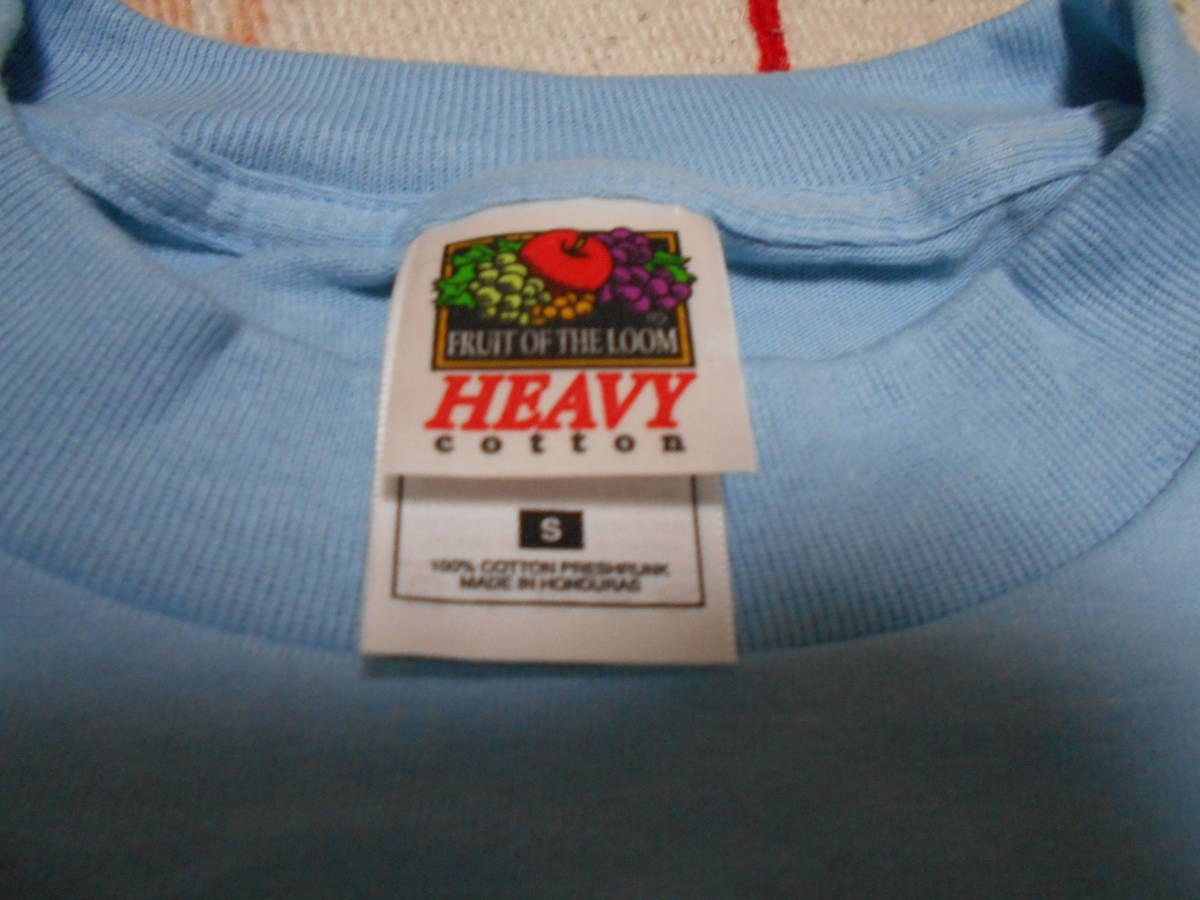 FRUIT OF THE LOOM
HEAVY
cotton
S
100% COTTON PRESHRUNK
MADE IN HONDURAS